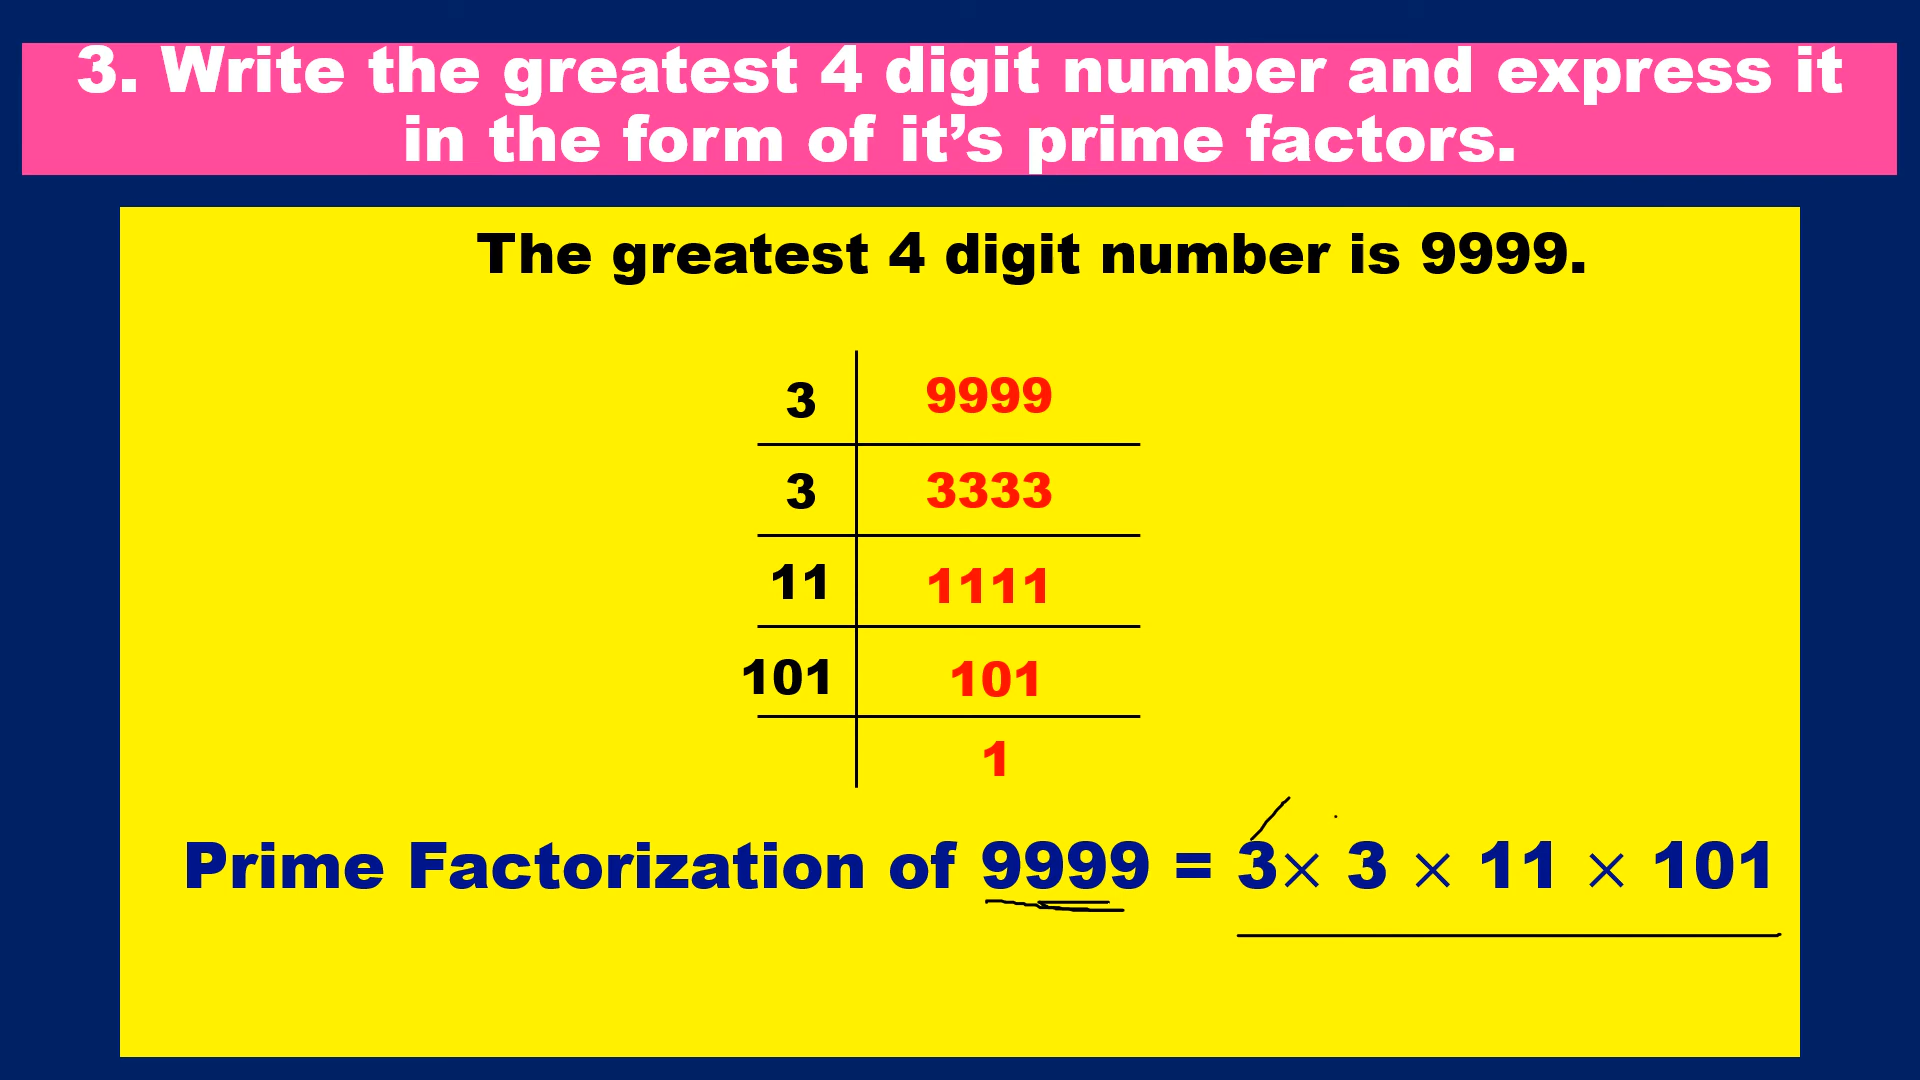 3. Write the greatest 4 digit number and express it
in the form of it’s prime factors.
The greatest 4 digit number is 9999.
3 9999
3 3333
11 1111
101 101
1
Prime Factorization of 9999 = 3× 3 × 11 × 101